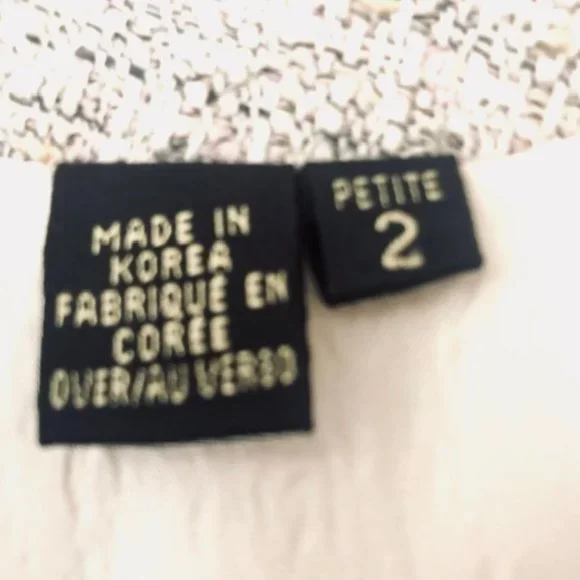 MADE IN
KOREA
FABRIQUÉ EN
CORÉE
OVER/AU VERSO
PETITE
2